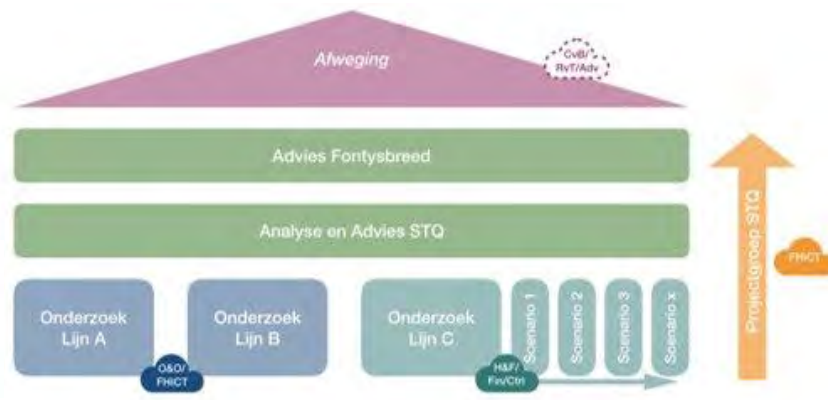 Afweging
CvB/
RvT/Adv
Advies Fontysbreed
Analyse en Advies STQ
Projectgroep STQ
FHICT
Onderzoek
Lijn A
Onderzoek
Lijn B
Onderzoek
Lijn C
Scenario 1
Scenario 2
Scenario 3
Scenario x
O&O/
FHICT
H&F/
Fin/Ctrl